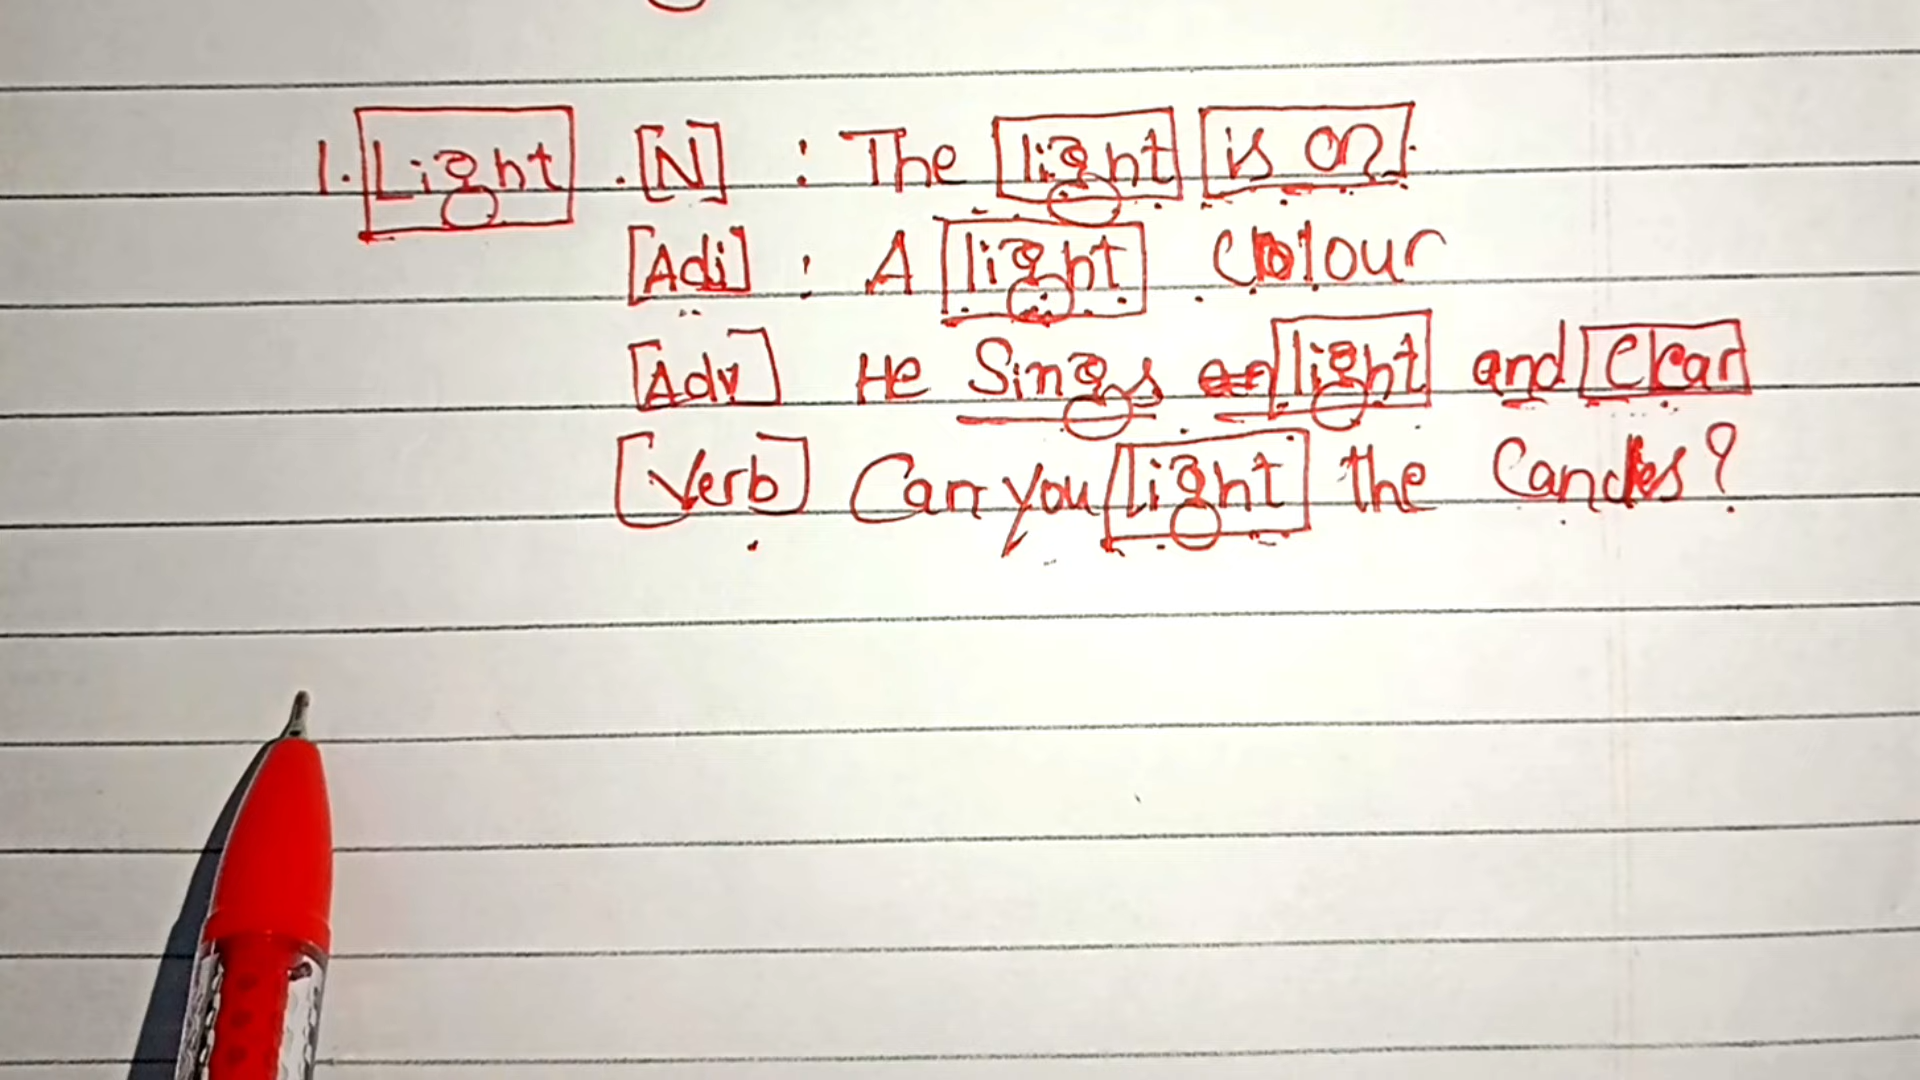 1. Light . [N] : The light is on.
[Adj] : A light colour
[Adv] He Sings light and clear
[Verb] Can you light the Candles?